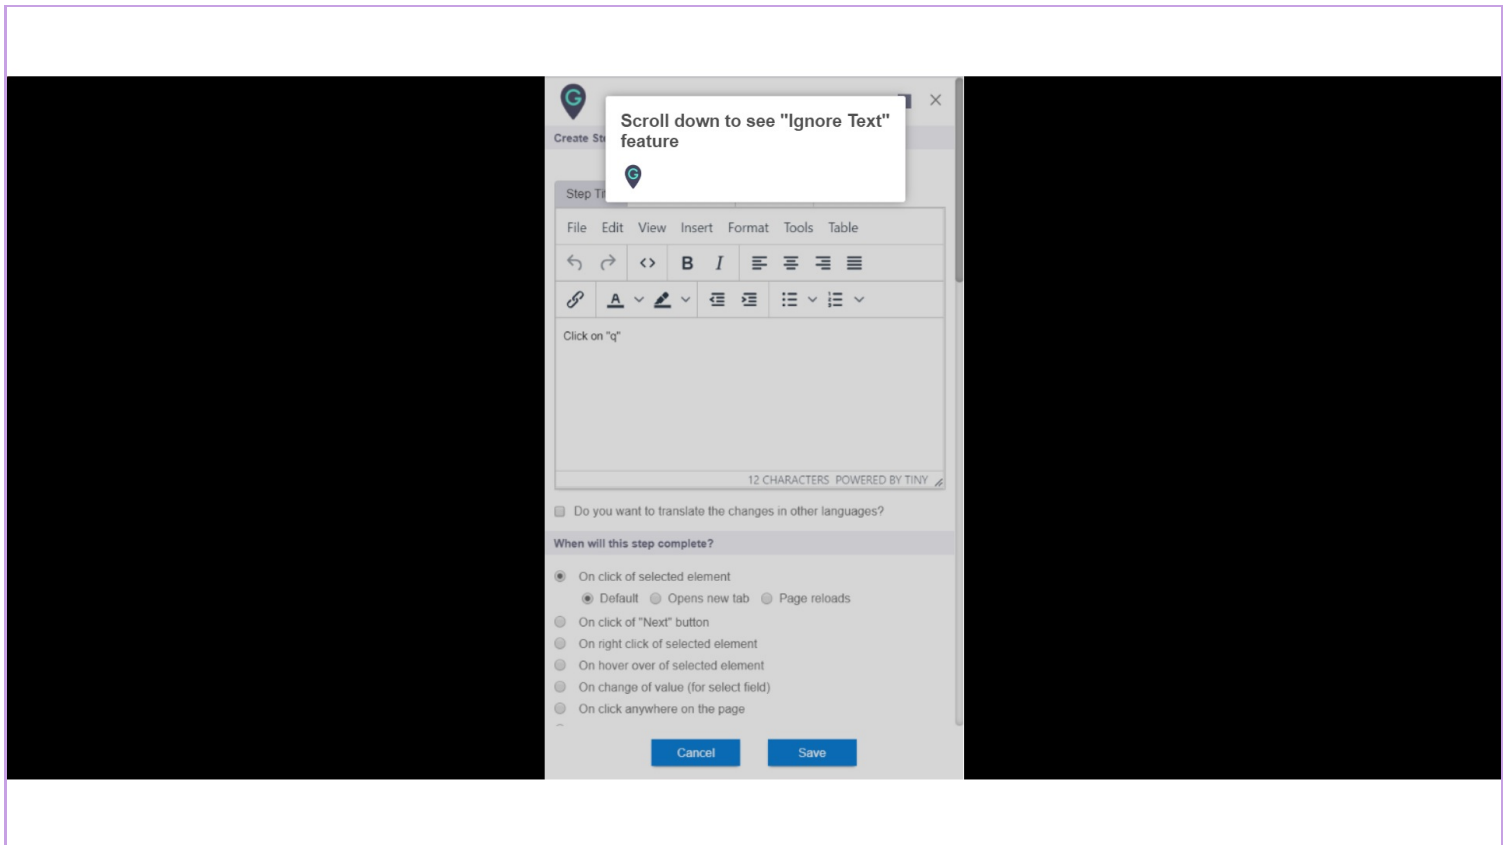 Scroll down to see "Ignore Text"
feature
Create St
Step Tr
File Edit View Insert Format Tools Table
Click on "q"
12 CHARACTERS POWERED BY TINY
Do you want to translate the changes in other languages?
When will this step complete?
On click of selected element
Default Opens new tab Page reloads
On click of "Next" button
On right click of selected element
On hover over of selected element
On change of value (for select field)
On click anywhere on the page
Cancel Save